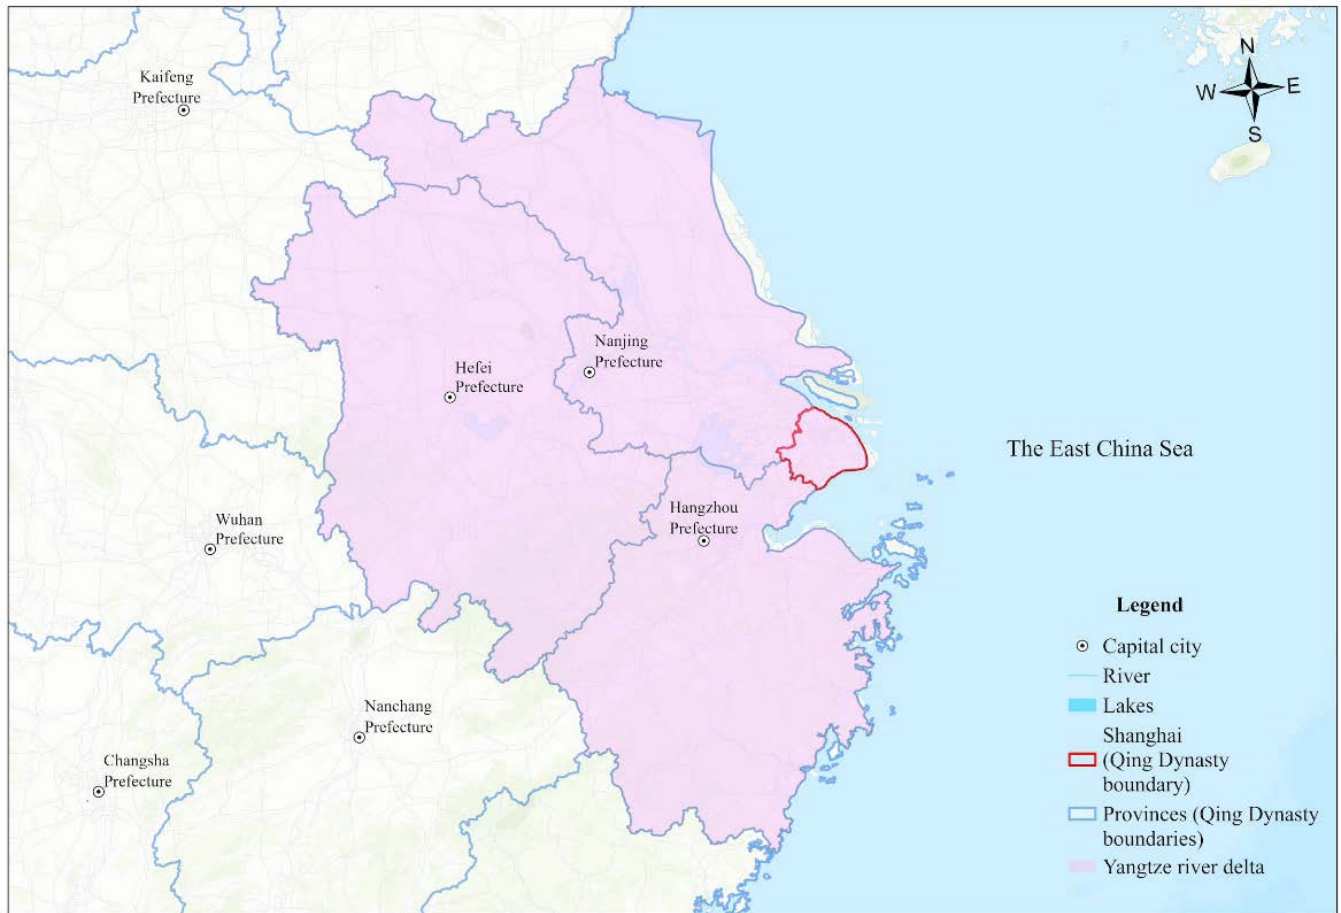 N
W
E
S
Kaifeng
Prefecture
Nanjing
Prefecture
Hefei
Prefecture
The East China Sea
Hangzhou
Prefecture
Wuhan
Prefecture
Nanchang
Prefecture
Changsha
Prefecture
Legend
Capital city
River
Lakes
Shanghai
(Qing Dynasty
boundary)
Provinces (Qing Dynasty
boundaries)
Yangtze river delta